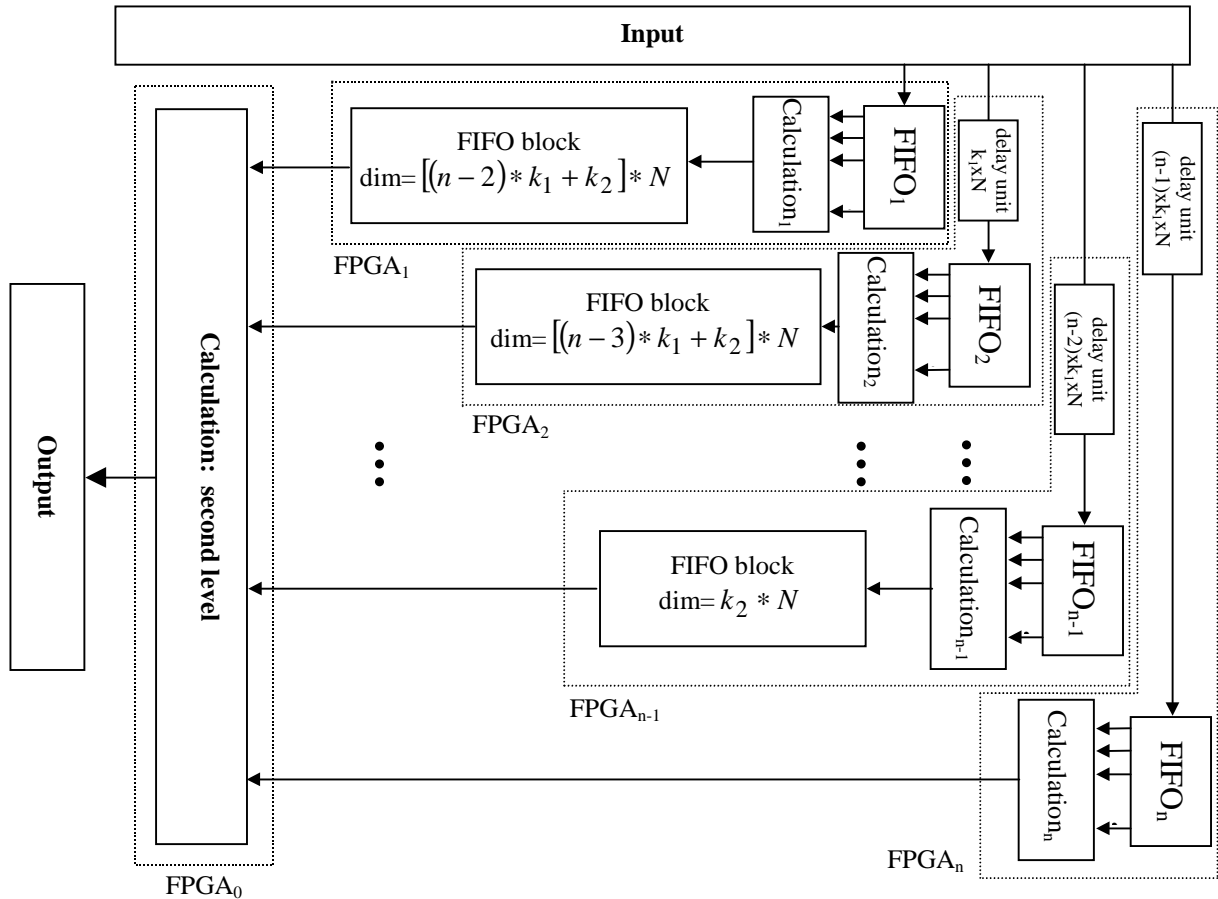 Input
FIFO block
dim= [(n − 2) * k₁ + k₂] * N
Calculation₁
FIFO₁
delay unit
k₁xN
delay unit
(n-1)xk₁xN
FPGA₁
FIFO block
dim= [(n − 3) * k₁ + k₂] * N
Calculation₂
FIFO₂
delay unit
(n-2)xk₁xN
FPGA₂
Output
Calculation: second level
FIFO block
dim= k₂ * N
Calculationₙ₋₁
FIFOₙ₋₁
FPGAₙ₋₁
Calculationₙ
FIFOₙ
FPGAₙ
FPGA₀